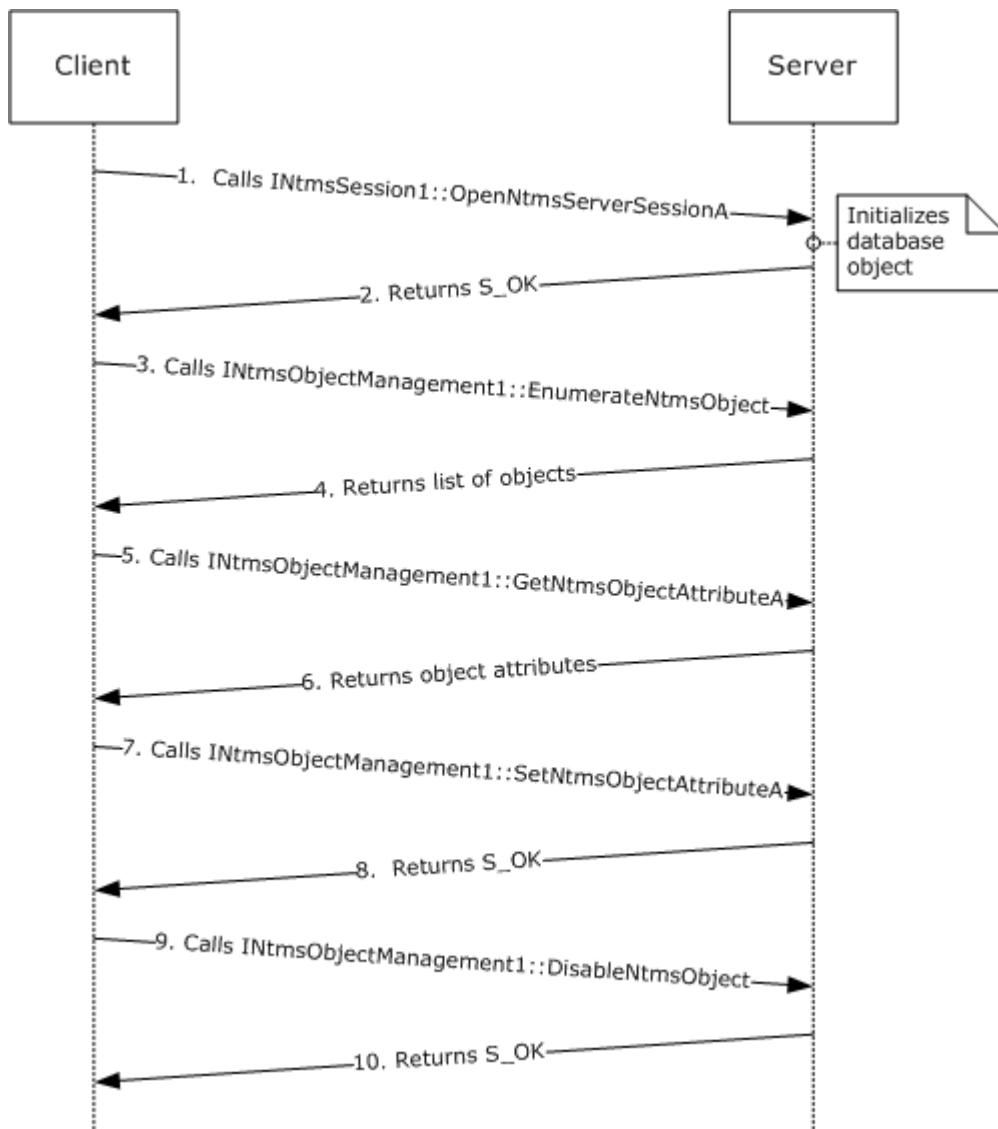 Client
Server
1.  Calls INtmsSession1::OpenNtmsServerSessionA
Initializes
database
object
2. Returns S_OK
3. Calls INtmsObjectManagement1::EnumerateNtmsObject
4. Returns list of objects
5. Calls INtmsObjectManagement1::GetNtmsObjectAttributeA
6. Returns object attributes
7. Calls INtmsObjectManagement1::SetNtmsObjectAttributeA
8.  Returns S_OK
9. Calls INtmsObjectManagement1::DisableNtmsObject
10. Returns S_OK